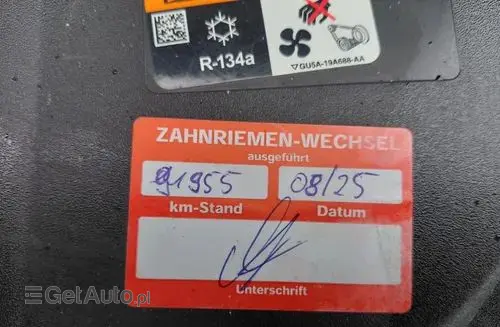 R-134a
▽GU5A-19A688-AA
ZAHNRIEMEN-WECHSEL
ausgeführt
91955 08/25
km-Stand Datum
Unterschrift
GetAuto.pl